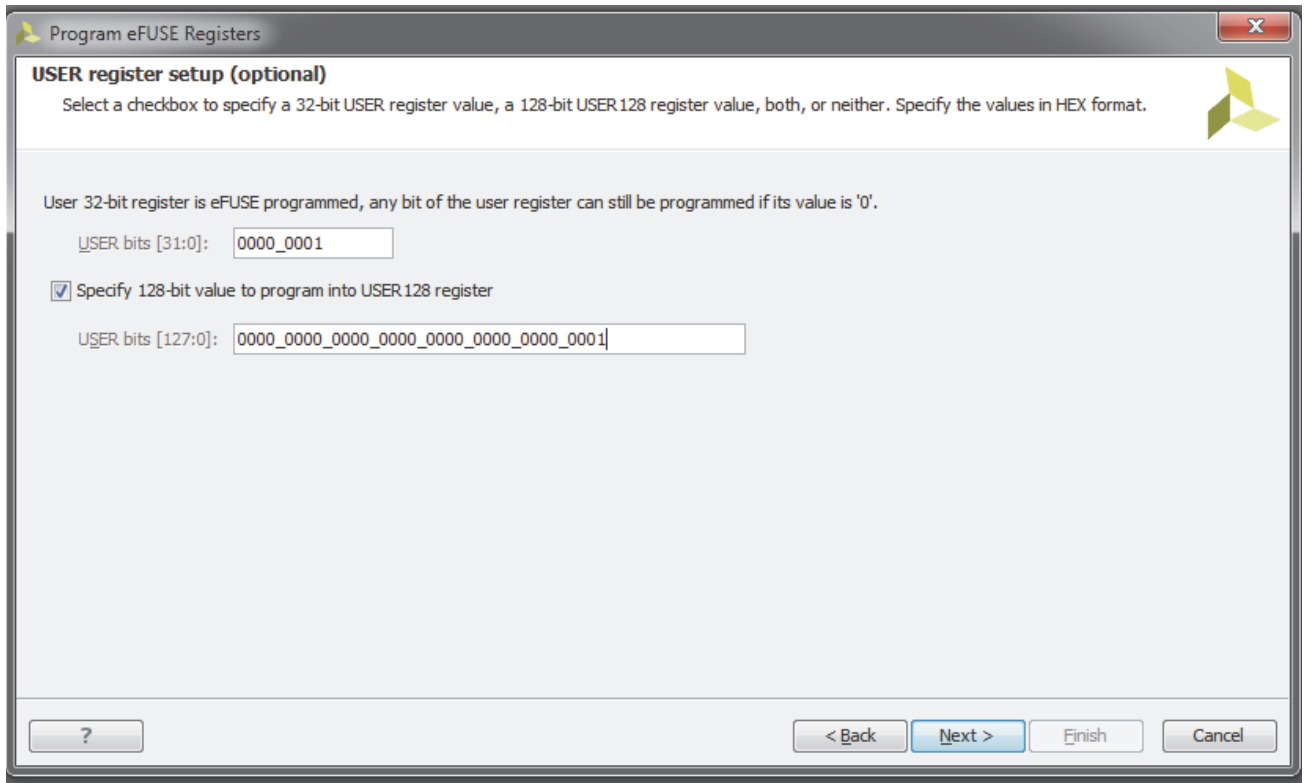 Program eFUSE Registers
USER register setup (optional)
Select a checkbox to specify a 32-bit USER register value, a 128-bit USER128 register value, both, or neither. Specify the values in HEX format.
User 32-bit register is eFUSE programmed, any bit of the user register can still be programmed if its value is '0'.
USER bits [31:0]: 0000_0001
Specify 128-bit value to program into USER128 register
USER bits [127:0]: 0000_0000_0000_0000_0000_0000_0000_0001
? < Back Next > Finish Cancel